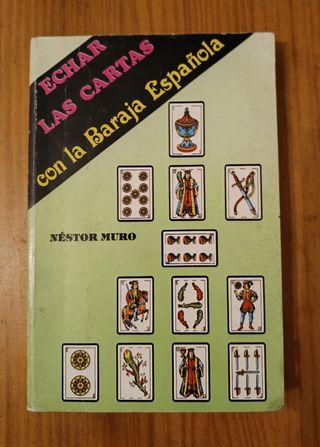 ECHAR
LAS CARTAS
con la Baraja Española
NÉSTOR MURO